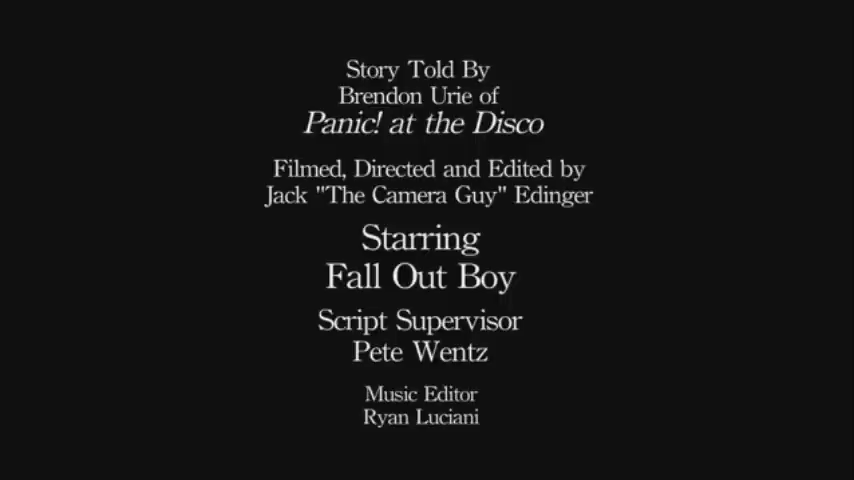 Story Told By
Brendon Urie of
Panic! at the Disco
Filmed, Directed and Edited by
Jack "The Camera Guy" Edinger
Starring
Fall Out Boy
Script Supervisor
Pete Wentz
Music Editor
Ryan Luciani